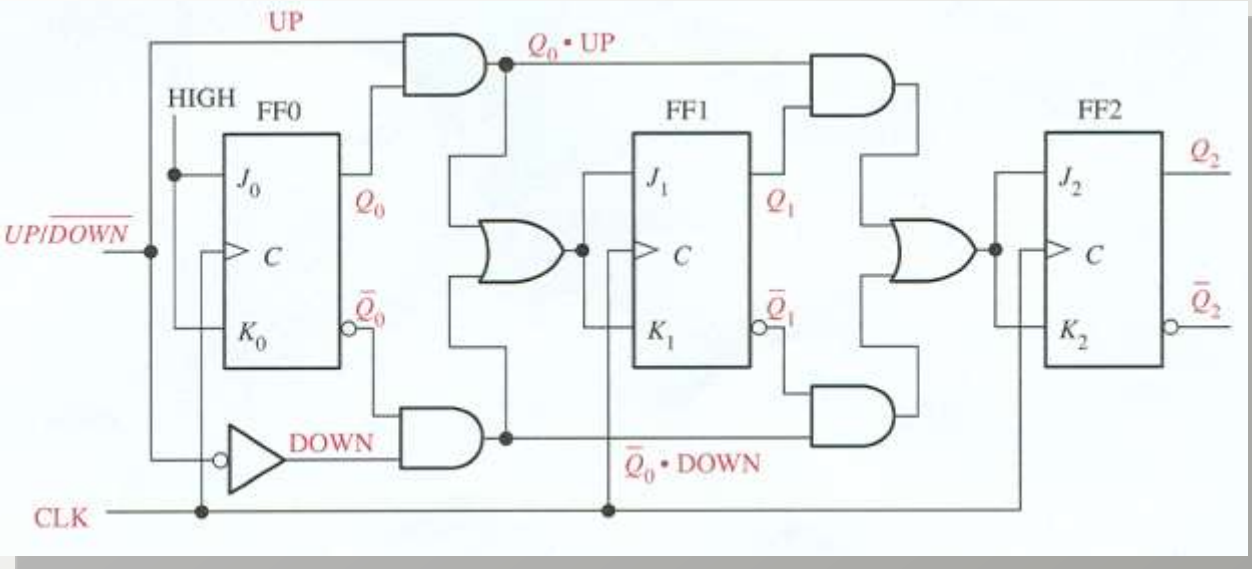 UP
Q₀ • UP
HIGH
FF0
FF1
FF2
J₀
J₁
J₂
Q₀
Q₁
Q₂
UP/D̅O̅W̅N̅
C
C
C
Q̅₀
Q̅₁
Q̅₂
K₀
K₁
K₂
DOWN
Q̅₀ • DOWN
CLK